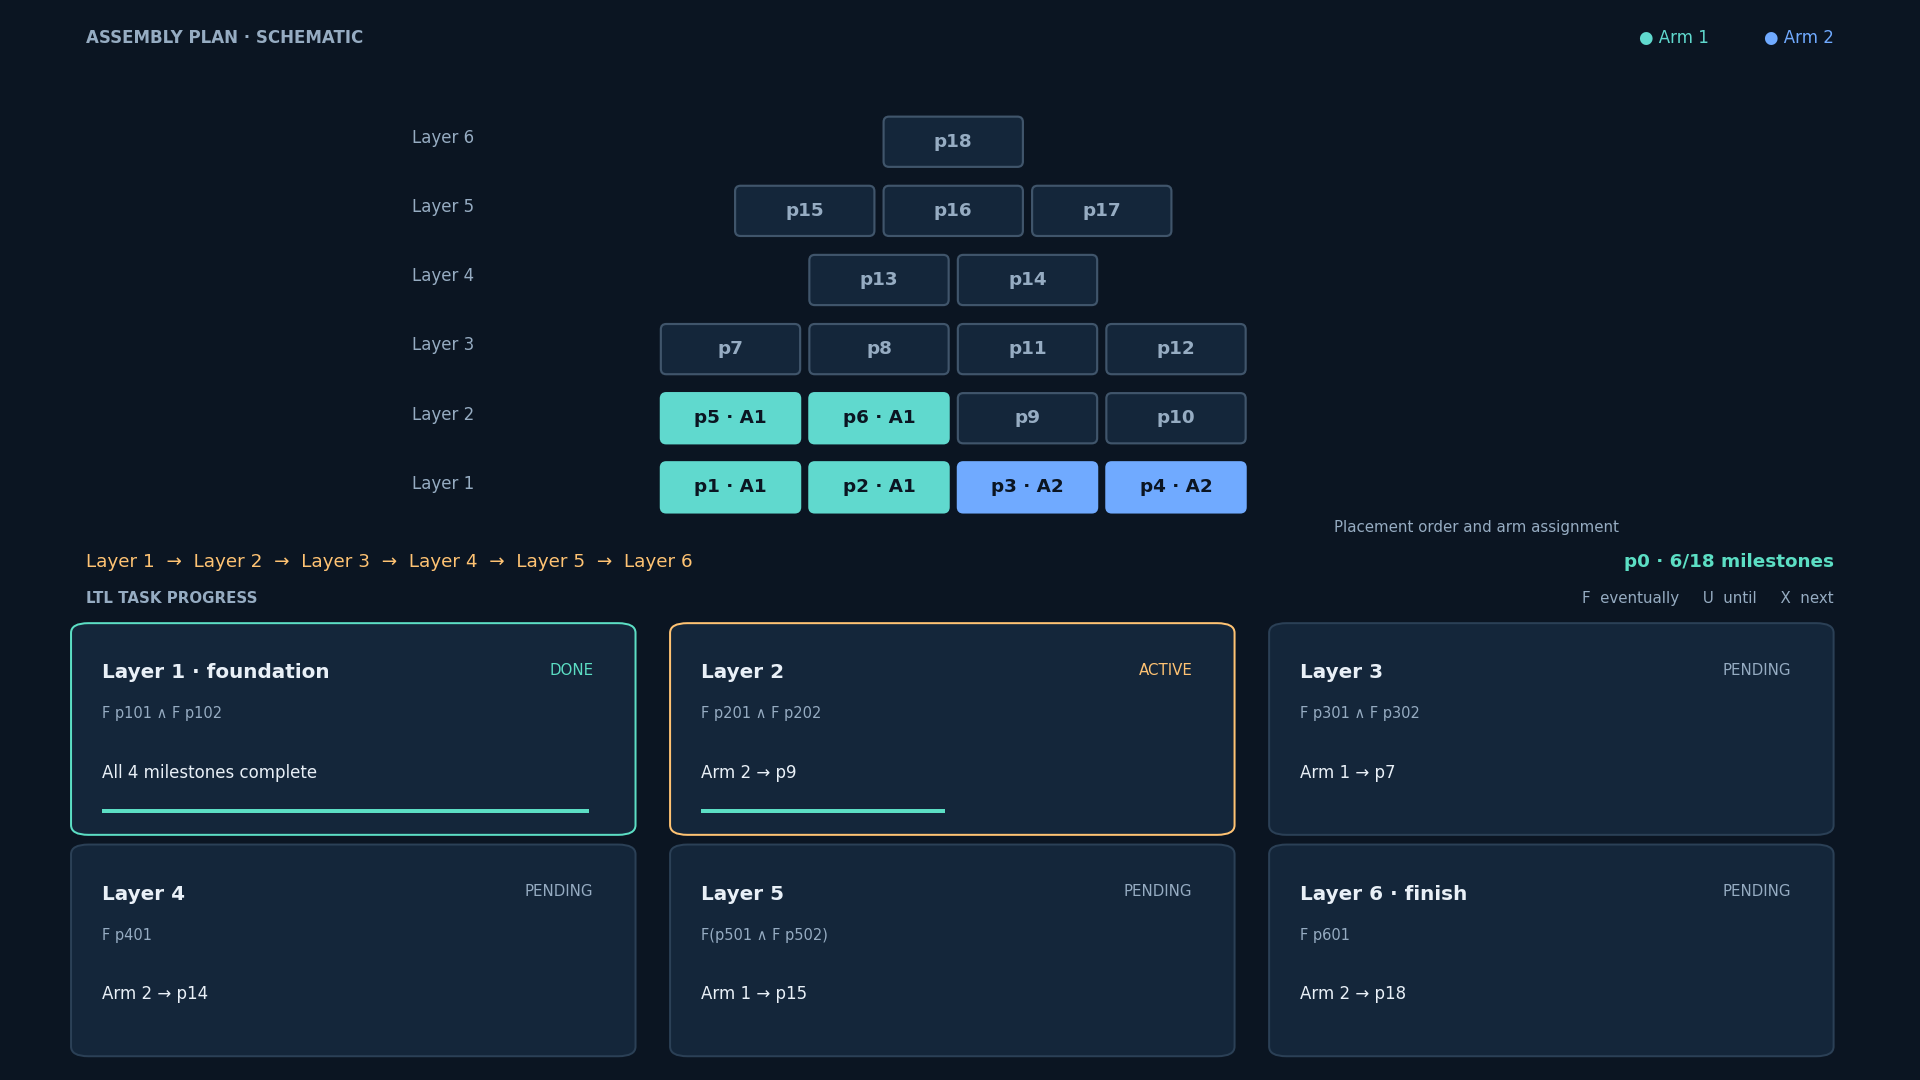 ASSEMBLY PLAN · SCHEMATIC
● Arm 1 ● Arm 2
Layer 6 p18
Layer 5 p15 p16 p17
Layer 4 p13 p14
Layer 3 p7 p8 p11 p12
Layer 2 p5 · A1 p6 · A1 p9 p10
Layer 1 p1 · A1 p2 · A1 p3 · A2 p4 · A2
Placement order and arm assignment
Layer 1 → Layer 2 → Layer 3 → Layer 4 → Layer 5 → Layer 6
p0 · 6/18 milestones
LTL TASK PROGRESS
F eventually U until X next
Layer 1 · foundation DONE
F p101 ∧ F p102
All 4 milestones complete
Layer 2 ACTIVE
F p201 ∧ F p202
Arm 2 → p9
Layer 3 PENDING
F p301 ∧ F p302
Arm 1 → p7
Layer 4 PENDING
F p401
Arm 2 → p14
Layer 5 PENDING
F(p501 ∧ F p502)
Arm 1 → p15
Layer 6 · finish PENDING
F p601
Arm 2 → p18